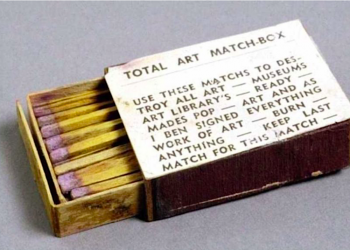 TOTAL ART MATCH-BOX
USE THESE MATCHS TO DES-
TROY ALL ART — MUSEUMS
ART LIBRARY'S — READY —
MADES POP — ART AND AS
BEN SIGNED — EVERYTHING
WORK OF ART — BURN —
ANYTHING — KEEP LAST
MATCH FOR THIS MATCH —